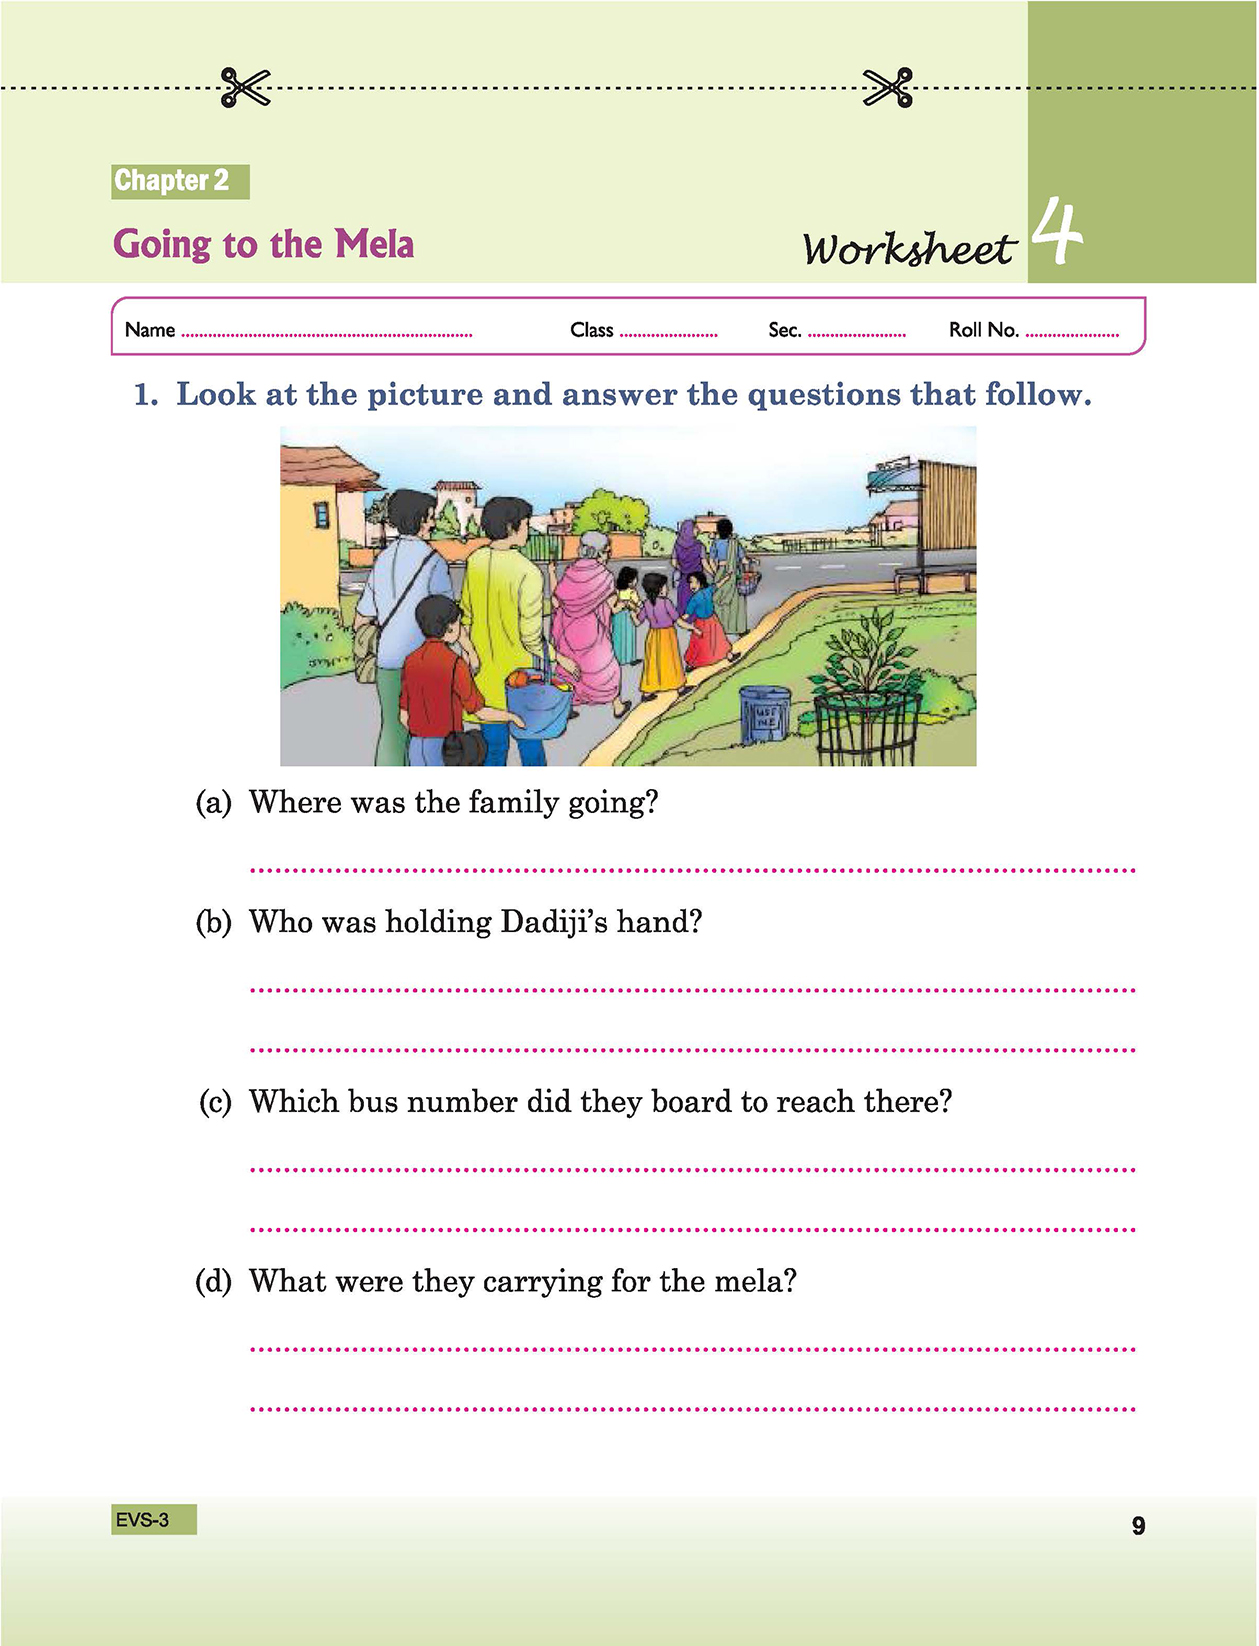 Chapter 2
Going to the Mela
Worksheet 4
Name ........ Class ........ Sec. ........ Roll No. ........
1. Look at the picture and answer the questions that follow.
USE
ME
(a) Where was the family going?
(b) Who was holding Dadiji’s hand?
(c) Which bus number did they board to reach there?
(d) What were they carrying for the mela?
EVS-3
9